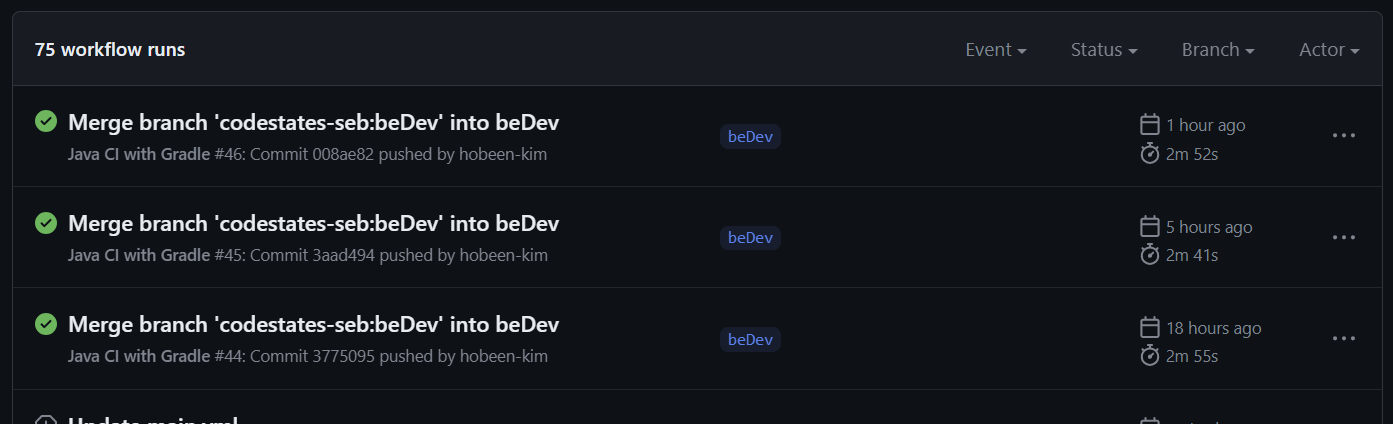 75 workflow runs Event Status Branch Actor
Merge branch 'codestates-seb:beDev' into beDev
Java CI with Gradle #46: Commit 008ae82 pushed by hobeen-kim
beDev
1 hour ago
2m 52s
Merge branch 'codestates-seb:beDev' into beDev
Java CI with Gradle #45: Commit 3aad494 pushed by hobeen-kim
beDev
5 hours ago
2m 41s
Merge branch 'codestates-seb:beDev' into beDev
Java CI with Gradle #44: Commit 3775095 pushed by hobeen-kim
beDev
18 hours ago
2m 55s
Update main.yml